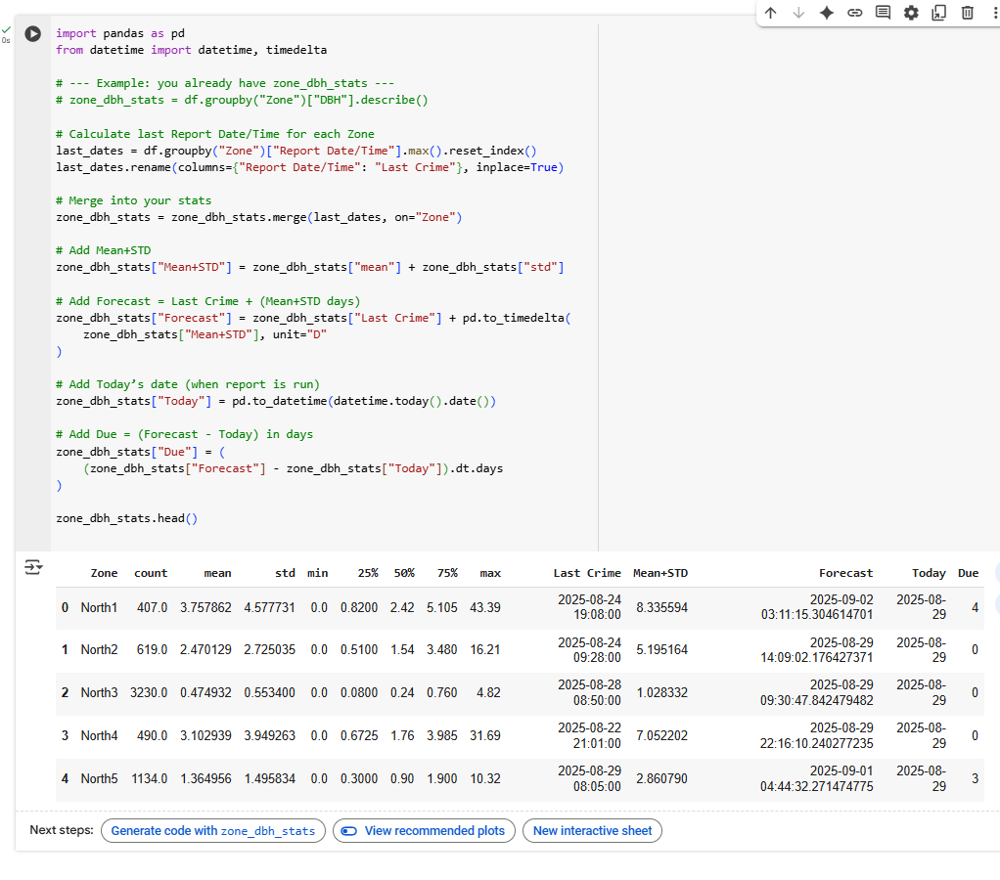 0s
import pandas as pd
from datetime import datetime, timedelta
# --- Example: you already have zone_dbh_stats ---
# zone_dbh_stats = df.groupby("Zone")["DBH"].describe()
# Calculate last Report Date/Time for each Zone
last_dates = df.groupby("Zone")["Report Date/Time"].max().reset_index()
last_dates.rename(columns={"Report Date/Time": "Last Crime"}, inplace=True)
# Merge into your stats
zone_dbh_stats = zone_dbh_stats.merge(last_dates, on="Zone")
# Add Mean+STD
zone_dbh_stats["Mean+STD"] = zone_dbh_stats["mean"] + zone_dbh_stats["std"]
# Add Forecast = Last Crime + (Mean+STD days)
zone_dbh_stats["Forecast"] = zone_dbh_stats["Last Crime"] + pd.to_timedelta(
    zone_dbh_stats["Mean+STD"], unit="D"
)
# Add Today’s date (when report is run)
zone_dbh_stats["Today"] = pd.to_datetime(datetime.today().date())
# Add Due = (Forecast - Today) in days
zone_dbh_stats["Due"] = (
    (zone_dbh_stats["Forecast"] - zone_dbh_stats["Today"]).dt.days
)
zone_dbh_stats.head()
Zone count mean std min 25% 50% 75% max Last Crime Mean+STD Forecast Today Due
0 North1 407.0 3.757862 4.577731 0.0 0.8200 2.42 5.105 43.39 2025-08-24 19:08:00 8.335594 2025-09-02 03:11:15.304614701 2025-08-29 4
1 North2 619.0 2.470129 2.725035 0.0 0.5100 1.54 3.480 16.21 2025-08-24 09:28:00 5.195164 2025-08-29 14:09:02.176427371 2025-08-29 0
2 North3 3230.0 0.474932 0.553400 0.0 0.0800 0.24 0.760 4.82 2025-08-28 08:50:00 1.028332 2025-08-29 09:30:47.842479482 2025-08-29 0
3 North4 490.0 3.102939 3.949263 0.0 0.6725 1.76 3.985 31.69 2025-08-22 21:01:00 7.052202 2025-08-29 22:16:10.240277235 2025-08-29 0
4 North5 1134.0 1.364956 1.495834 0.0 0.3000 0.90 1.900 10.32 2025-08-29 08:05:00 2.860790 2025-09-01 04:44:32.271474775 2025-08-29 3
Next steps: Generate code with zone_dbh_stats View recommended plots New interactive sheet